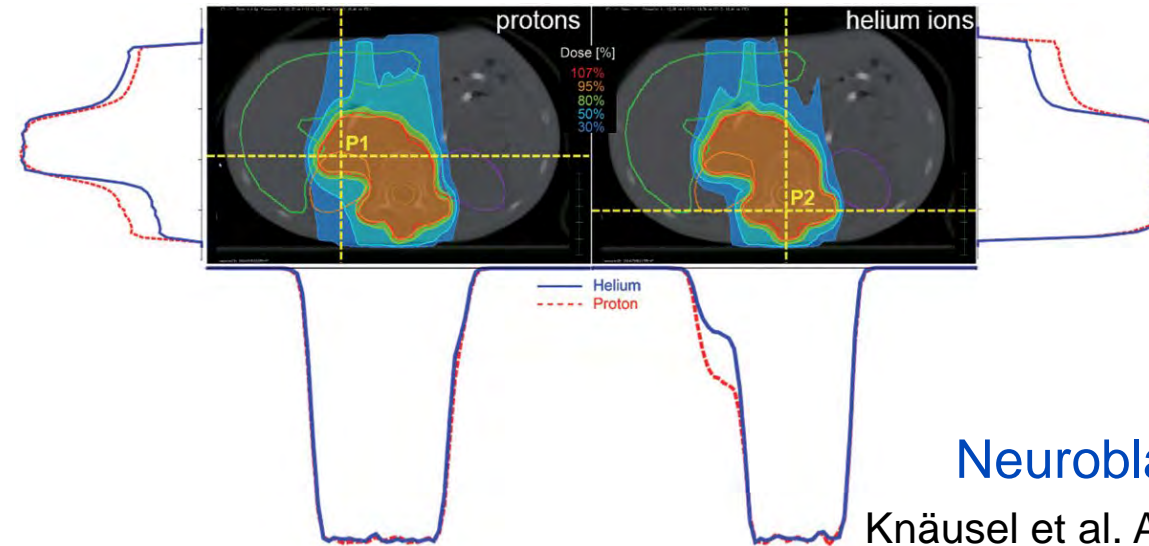 protons
helium ions
Dose [%]
107%
95%
80%
50%
30%
P1
P2
Helium
Proton
Neurobla
Knäusel et al. A